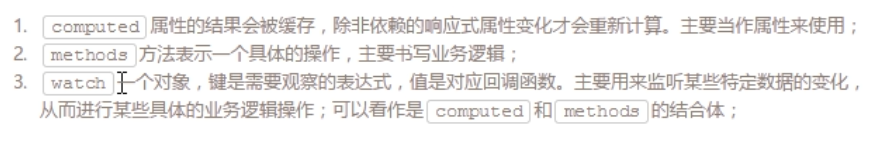 1. computed 属性的结果会被缓存，除非依赖的响应式属性变化才会重新计算。主要当作属性来使用；
2. methods 方法表示一个具体的操作，主要书写业务逻辑；
3. watch 一个对象，键是需要观察的表达式，值是对应回调函数。主要用来监听某些特定数据的变化，
从而进行某些具体的业务逻辑操作；可以看作是 computed 和 methods 的结合体；